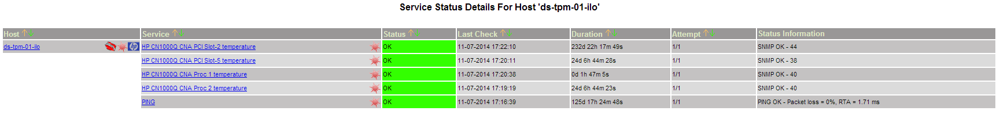 Service Status Details For Host 'ds-tpm-01-ilo'
Host Service Status Last Check Duration Attempt Status Information
ds-tpm-01-ilo hp HP CN1000Q CNA PCI Slot-2 temperature OK 11-07-2014 17:22:10 232d 22h 17m 49s 1/1 SNMP OK - 44
HP CN1000Q CNA PCI Slot-5 temperature OK 11-07-2014 17:20:11 24d 6h 44m 28s 1/1 SNMP OK - 38
HP CN1000Q CNA Proc 1 temperature OK 11-07-2014 17:20:38 0d 1h 47m 5s 1/1 SNMP OK - 40
HP CN1000Q CNA Proc 2 temperature OK 11-07-2014 17:19:19 24d 6h 44m 23s 1/1 SNMP OK - 40
PING OK 11-07-2014 17:16:39 125d 17h 24m 48s 1/1 PING OK - Packet loss = 0%, RTA = 1.71 ms